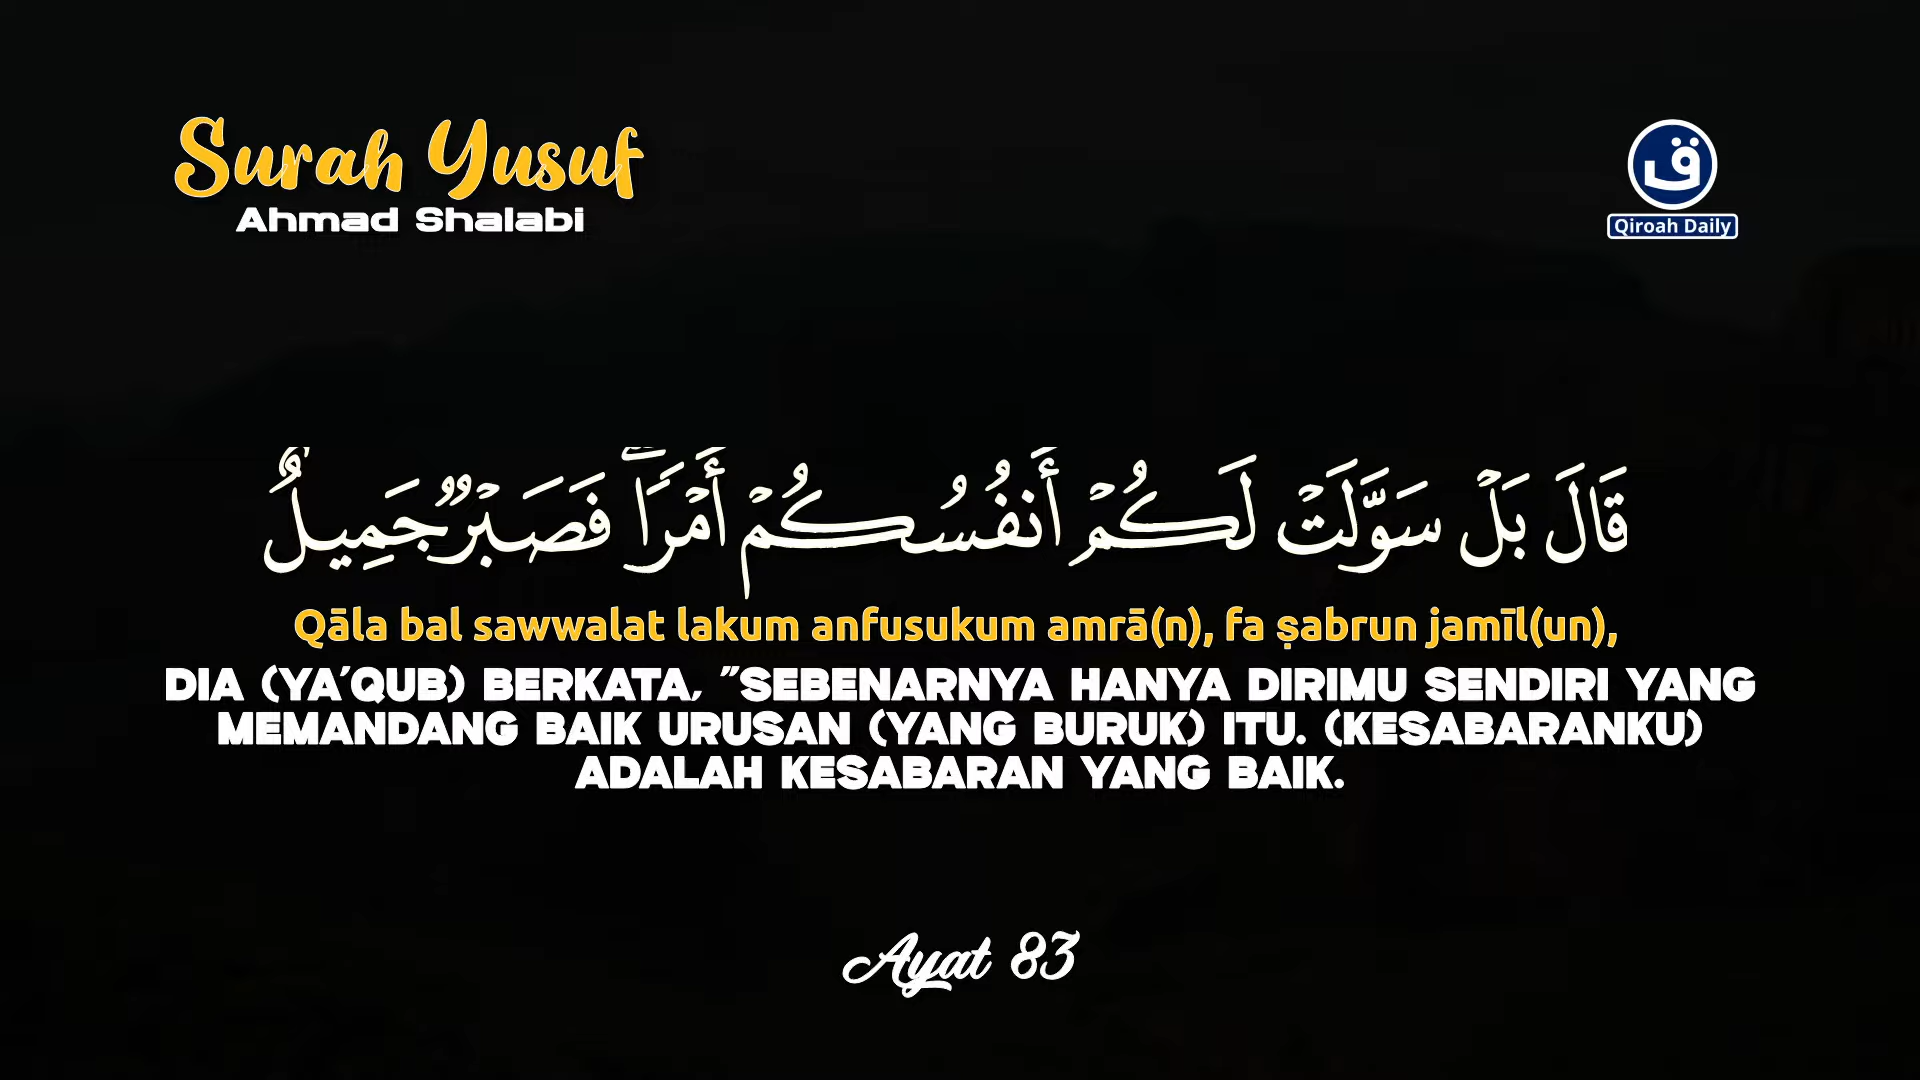 Surah Yusuf
Ahmad Shalabi
ق
Qiroah Daily
قَالَ بَلْ سَوَّلَتْ لَكُمْ أَنفُسُكُمْ أَمْرًاۖ فَصَبْرٌ جَمِيلٌۖ
Qāla bal sawwalat lakum anfusukum amrā(n), fa ṣabrun jamīl(un),
DIA (YA'QUB) BERKATA, "SEBENARNYA HANYA DIRIMU SENDIRI YANG
MEMANDANG BAIK URUSAN (YANG BURUK) ITU. (KESABARANKU)
ADALAH KESABARAN YANG BAIK.
Ayat 83